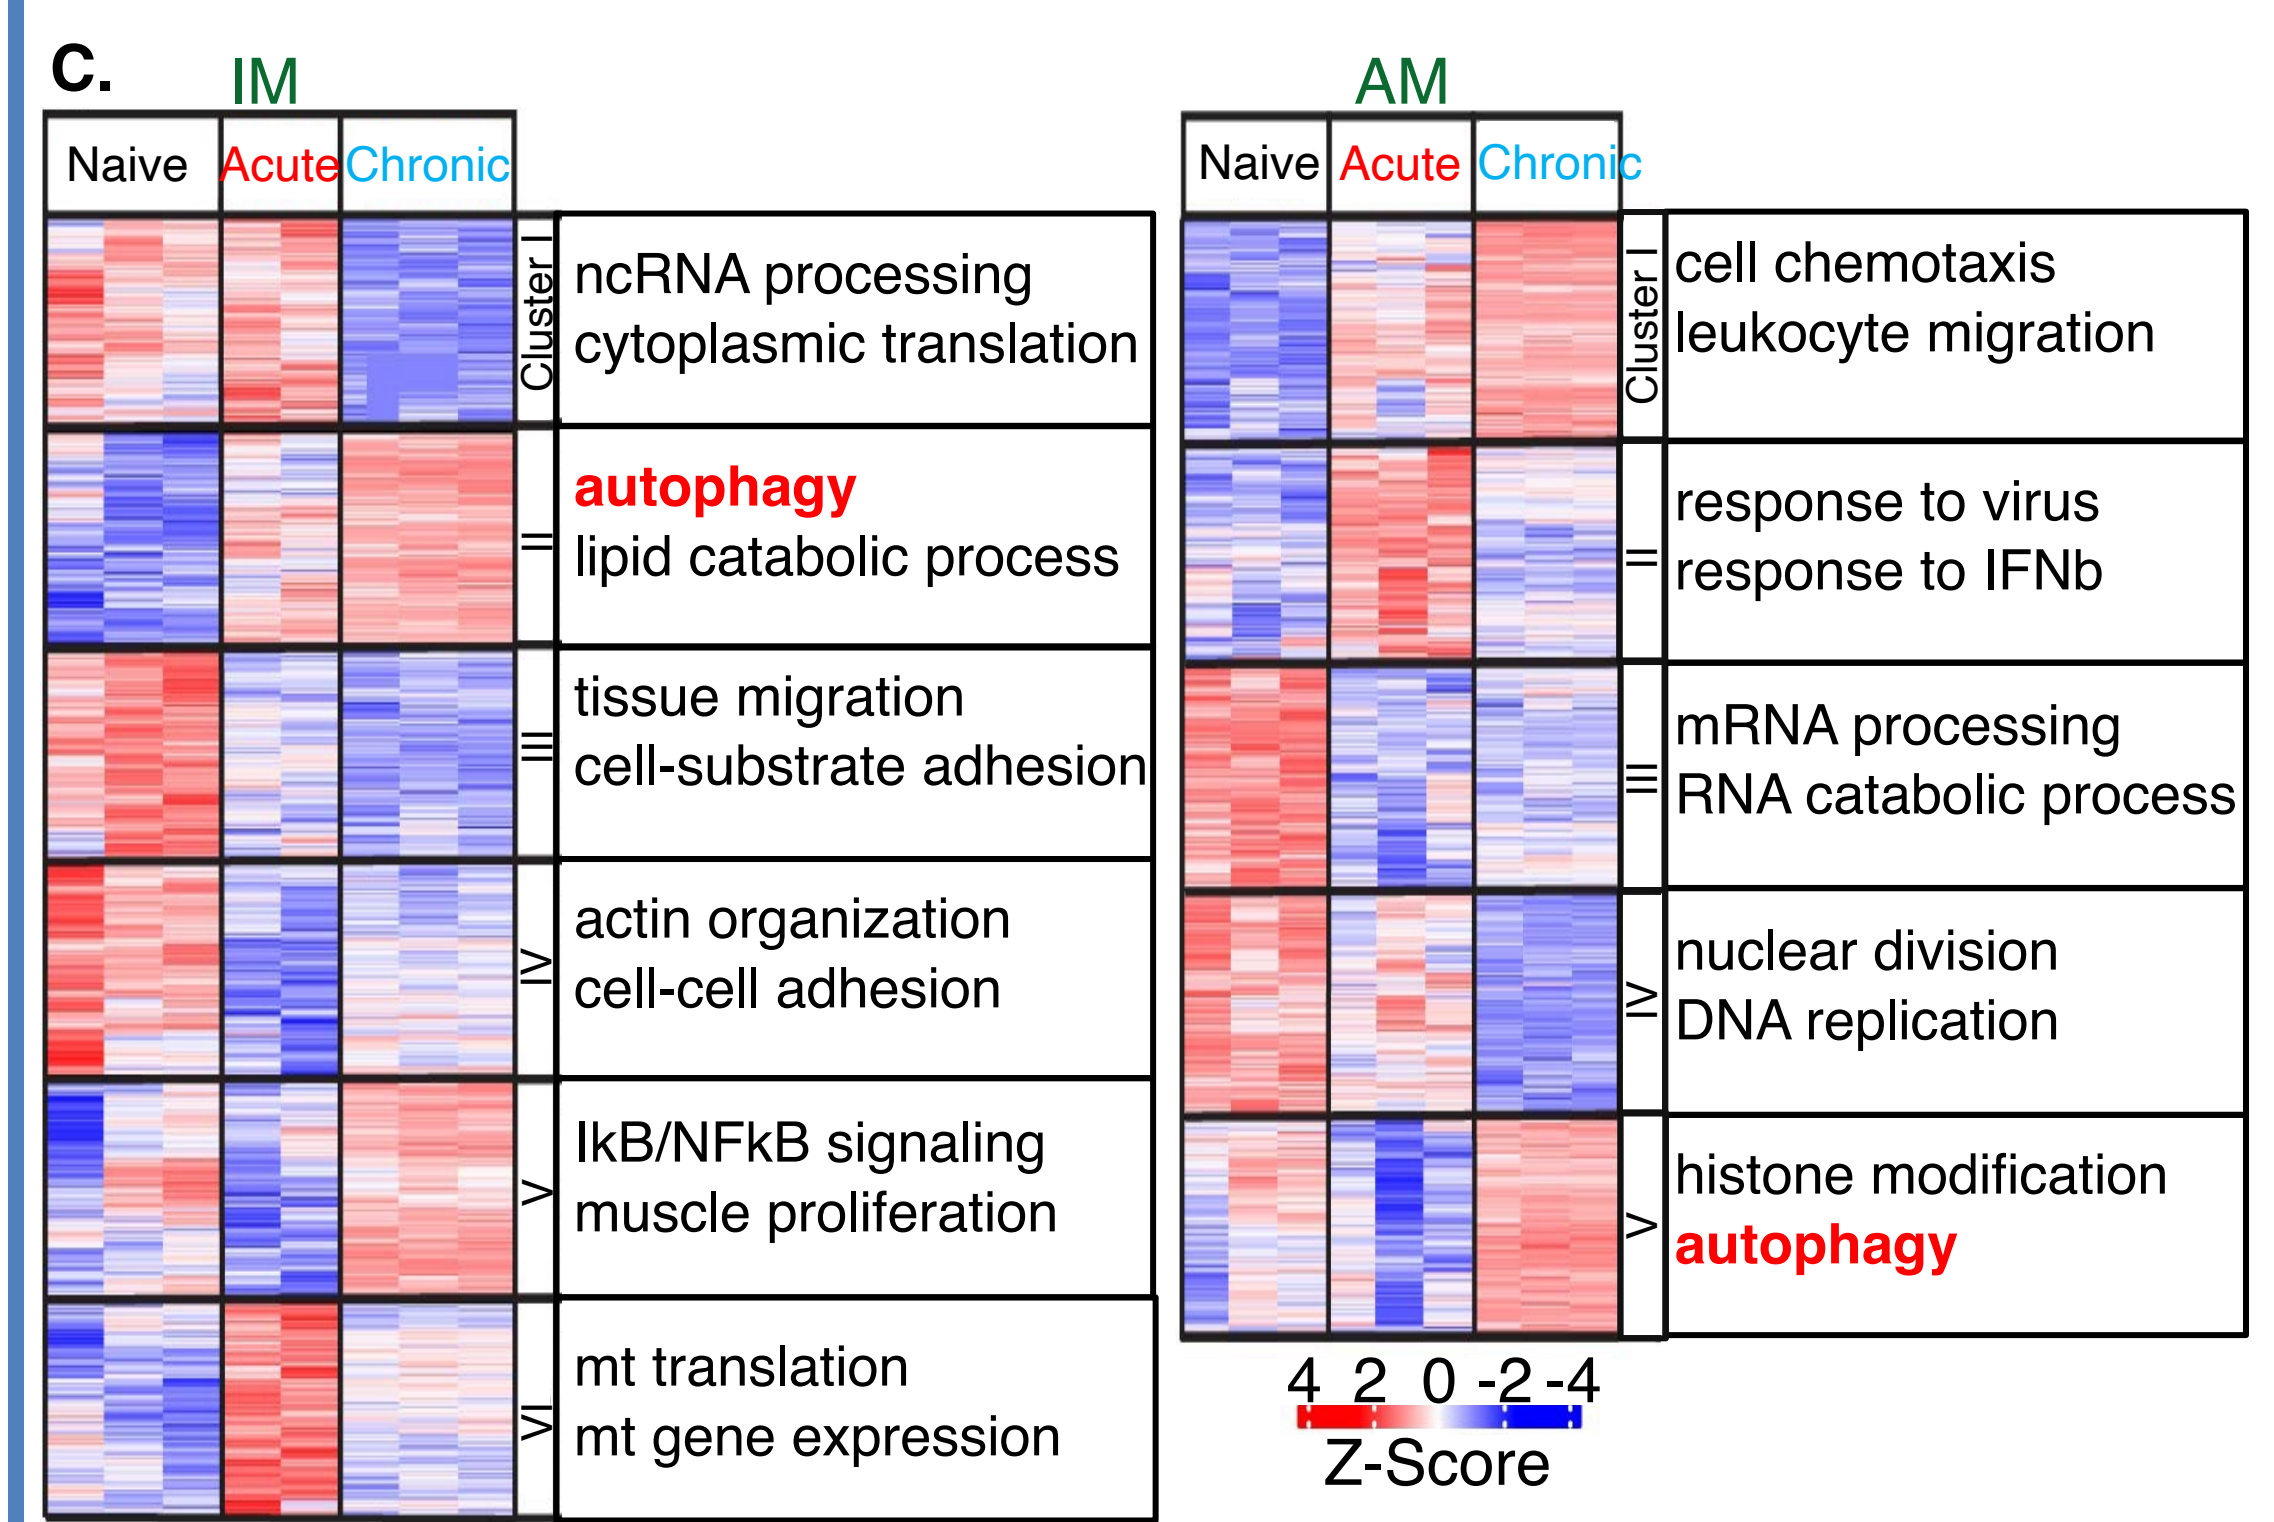 C.
IM
Naive Acute Chronic
Cluster I
ncRNA processing
cytoplasmic translation
II
autophagy
lipid catabolic process
III
tissue migration
cell-substrate adhesion
IV
actin organization
cell-cell adhesion
V
IkB/NFkB signaling
muscle proliferation
VI
mt translation
mt gene expression
AM
Naive Acute Chronic
Cluster I
cell chemotaxis
leukocyte migration
II
response to virus
response to IFNb
III
mRNA processing
RNA catabolic process
IV
nuclear division
DNA replication
V
histone modification
autophagy
4 2 0 -2 -4
Z-Score